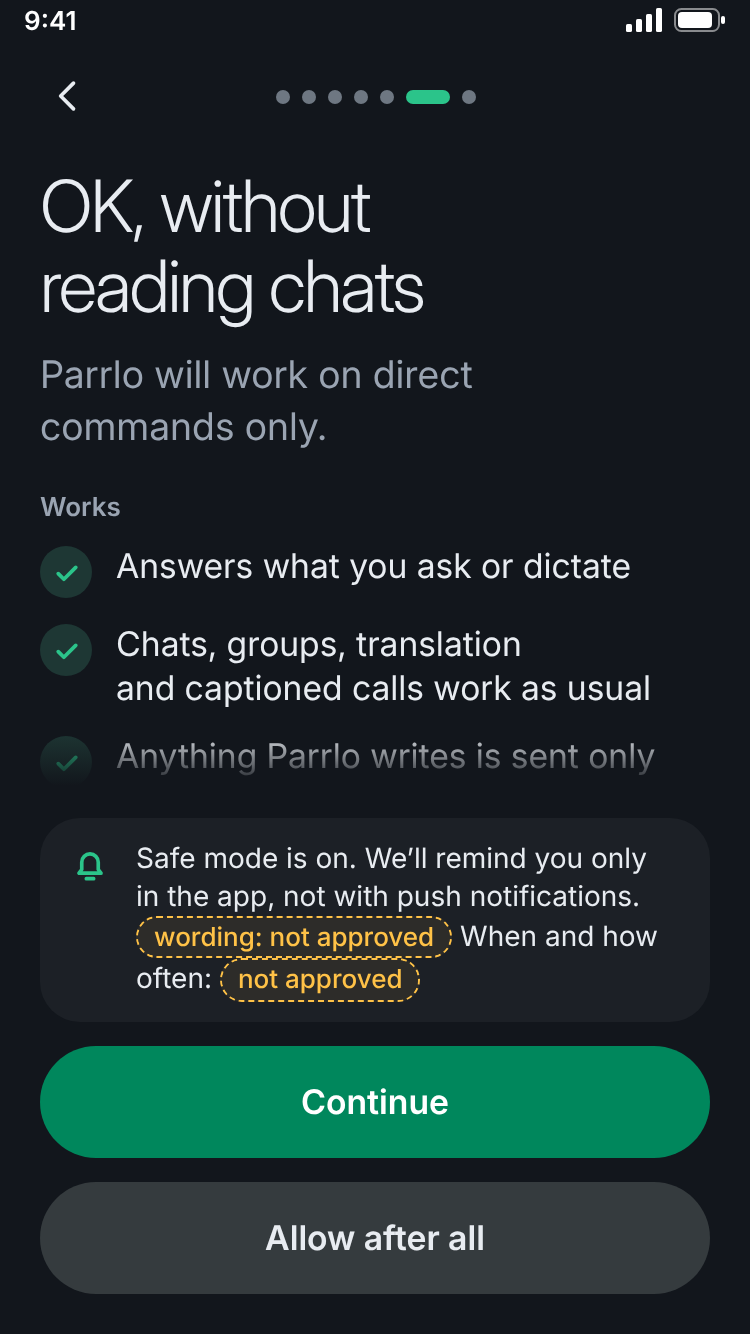 9:41
OK, without
reading chats
Parrlo will work on direct
commands only.
Works
Answers what you ask or dictate
Chats, groups, translation
and captioned calls work as usual
Anything Parrlo writes is sent only
Safe mode is on. We’ll remind you only
in the app, not with push notifications.
wording: not approved When and how
often: not approved
Continue
Allow after all